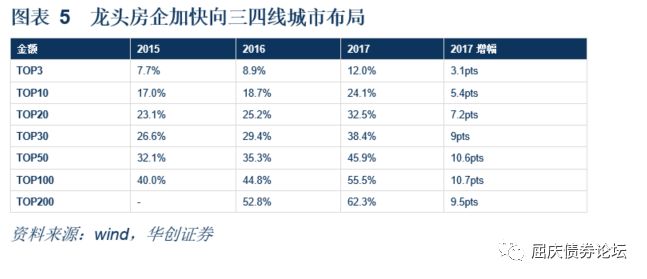 图表 5 龙头房企加快向三四线城市布局
金额 2015 2016 2017 2017 增幅
TOP3 7.7% 8.9% 12.0% 3.1pts
TOP10 17.0% 18.7% 24.1% 5.4pts
TOP20 23.1% 25.2% 32.5% 7.2pts
TOP30 26.6% 29.4% 38.4% 9pts
TOP50 32.1% 35.3% 45.9% 10.6pts
TOP100 40.0% 44.8% 55.5% 10.7pts
TOP200 - 52.8% 62.3% 9.5pts
资料来源：wind，华创证券
屈庆债券论坛